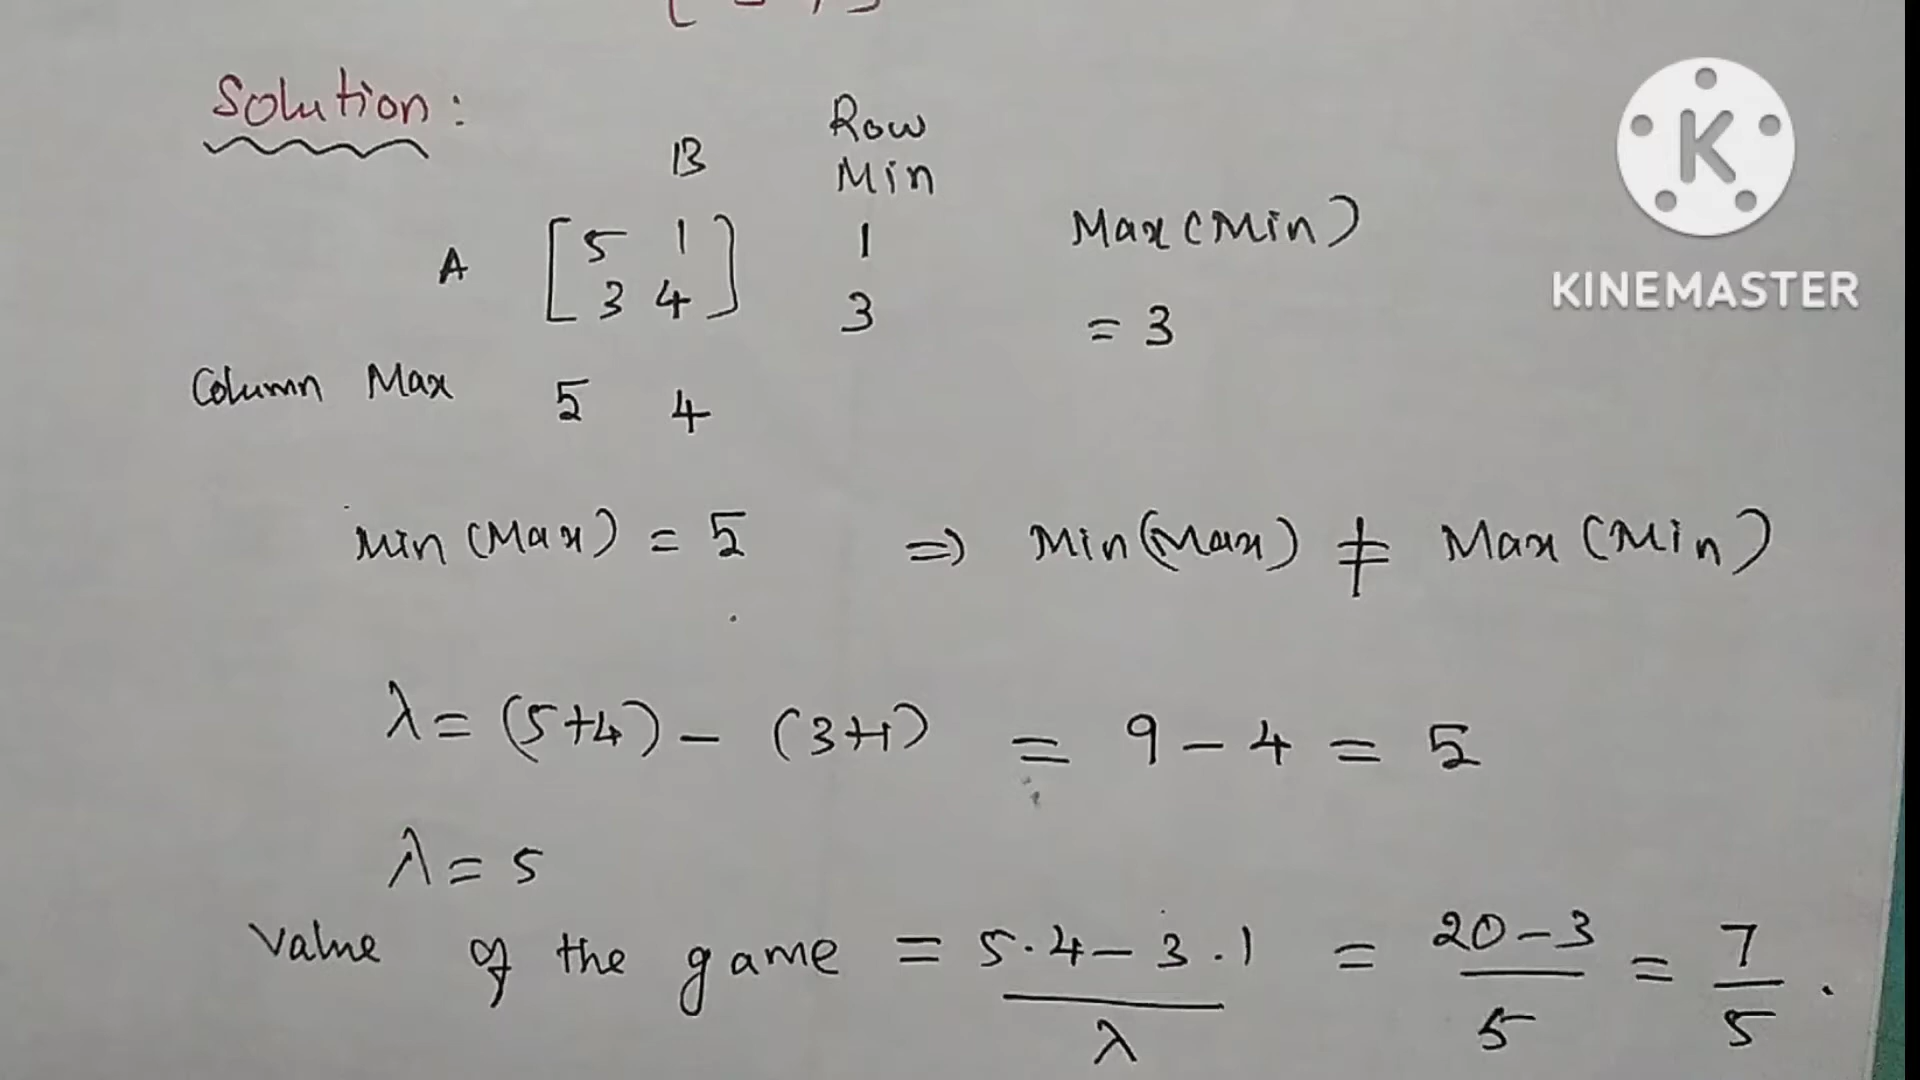 Solution :
B
Row
Min
A [5 1] 1
[3 4] 3
Max (Min)
= 3
Column Max 5 4
Min (Max) = 5 ⇒ Min (Max) ≠ Max (Min)
λ = (5+4) - (3+1) = 9 - 4 = 5
λ = 5
Value of the game = 5.4 - 3.1 / λ = 20 - 3 / 5 = 7 / 5 .
KINEMASTER